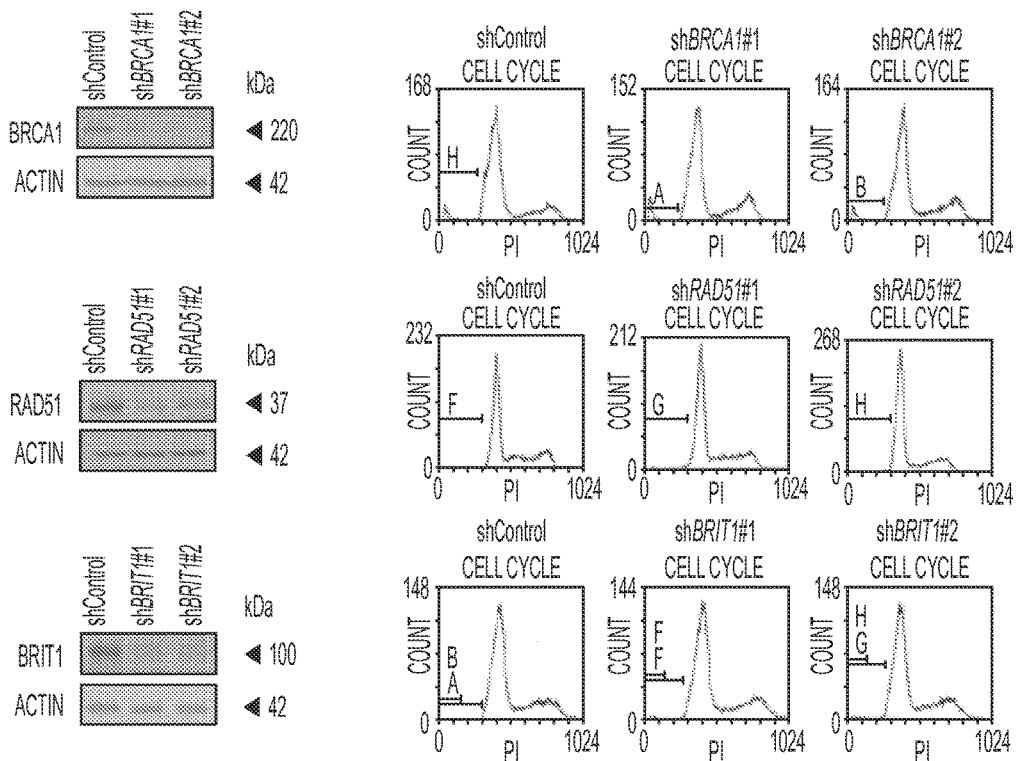 shControl
shBRCA1#1
shBRCA1#2
kDa
BRCA1
220
ACTIN
42
shControl
CELL CYCLE
168
COUNT
H
0
0
PI
1024
shBRCA1#1
CELL CYCLE
152
COUNT
A
0
0
PI
1024
shBRCA1#2
CELL CYCLE
164
COUNT
B
0
0
PI
1024
shControl
shRAD51#1
shRAD51#2
kDa
RAD51
37
ACTIN
42
shControl
CELL CYCLE
232
COUNT
F
0
0
PI
1024
shRAD51#1
CELL CYCLE
212
COUNT
G
0
0
PI
1024
shRAD51#2
CELL CYCLE
268
COUNT
H
0
0
PI
1024
shControl
shBRIT1#1
shBRIT1#2
kDa
BRIT1
100
ACTIN
42
shControl
CELL CYCLE
148
COUNT
B
A
0
0
PI
1024
shBRIT1#1
CELL CYCLE
144
COUNT
F
F
0
0
PI
1024
shBRIT1#2
CELL CYCLE
148
COUNT
H
G
0
0
PI
1024